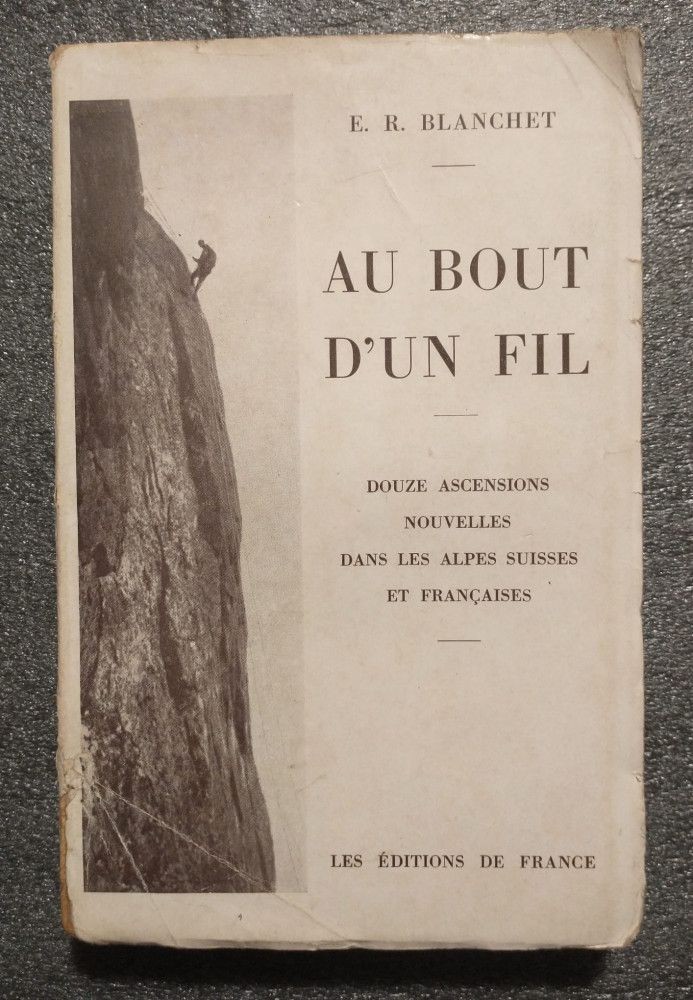 E. R. BLANCHET
AU BOUT
D'UN FIL
DOUZE ASCENSIONS
NOUVELLES
DANS LES ALPES SUISSES
ET FRANÇAISES
LES ÉDITIONS DE FRANCE